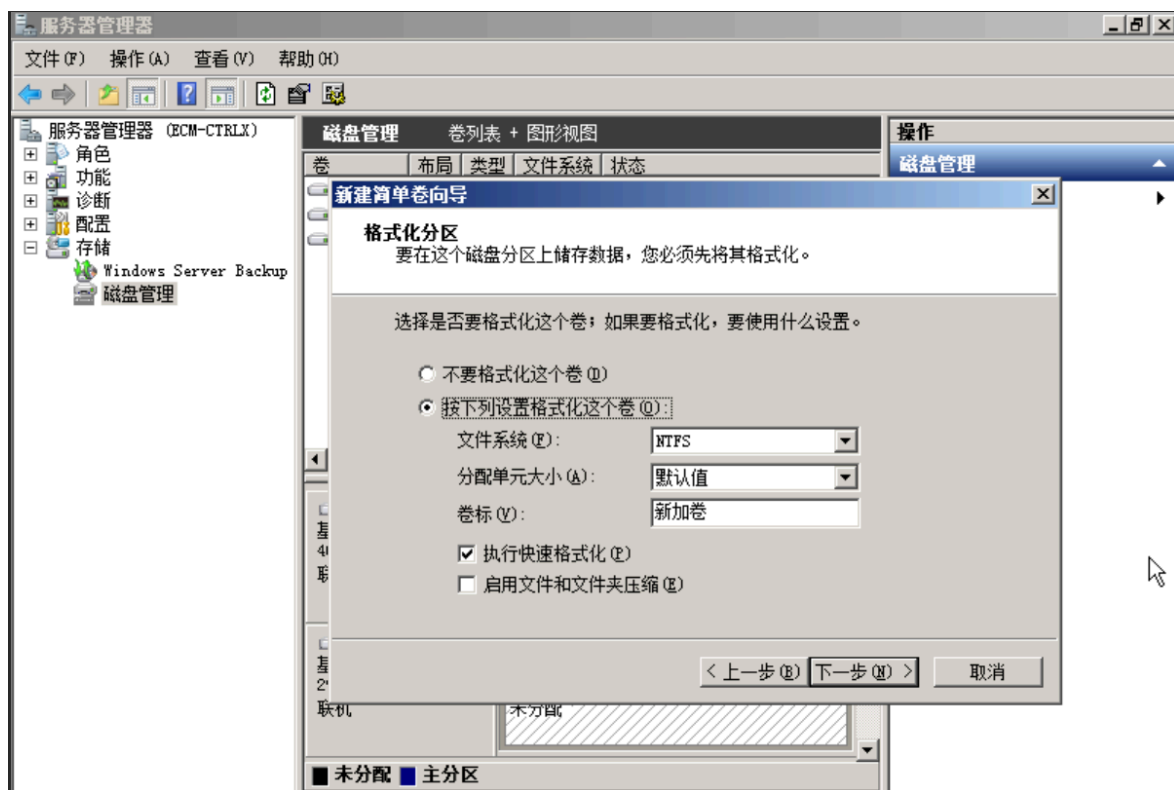 服务器管理器
文件(F) 操作(A) 查看(V) 帮助(H)
服务器管理器 (ECM-CTRLX)
角色
功能
诊断
配置
存储
Windows Server Backup
磁盘管理
磁盘管理 卷列表 + 图形视图
卷 布局 类型 文件系统 状态
操作
磁盘管理
新建简单卷向导
格式化分区
要在这个磁盘分区上储存数据，您必须先将其格式化。
选择是否要格式化这个卷；如果要格式化，要使用什么设置。
不要格式化这个卷(D)
按下列设置格式化这个卷(O):
文件系统(F): NTFS
分配单元大小(A): 默认值
卷标(V): 新加卷
执行快速格式化(P)
启用文件和文件夹压缩(E)
< 上一步(B) 下一步(N) > 取消
联机
未分配
未分配 主分区